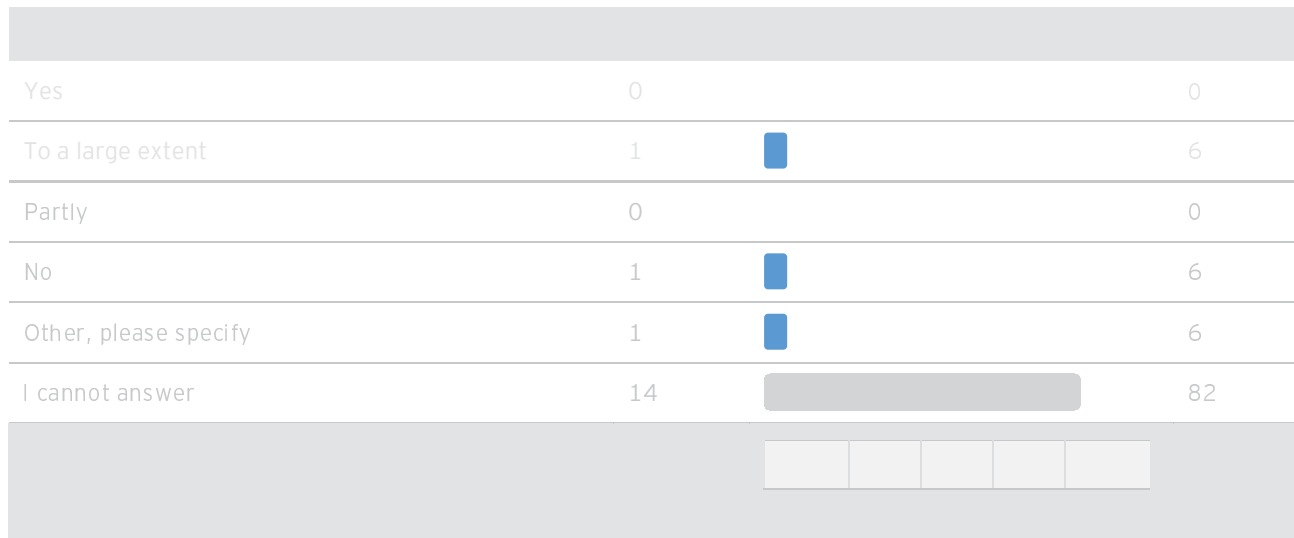 Yes 0 0
To a large extent 1 6
Partly 0 0
No 1 6
Other, please specify 1 6
I cannot answer 14 82